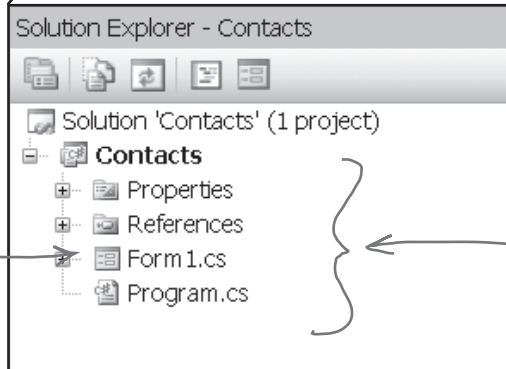 Solution Explorer - Contacts
Solution 'Contacts' (1 project)
Contacts
Properties
References
Form1.cs
Program.cs